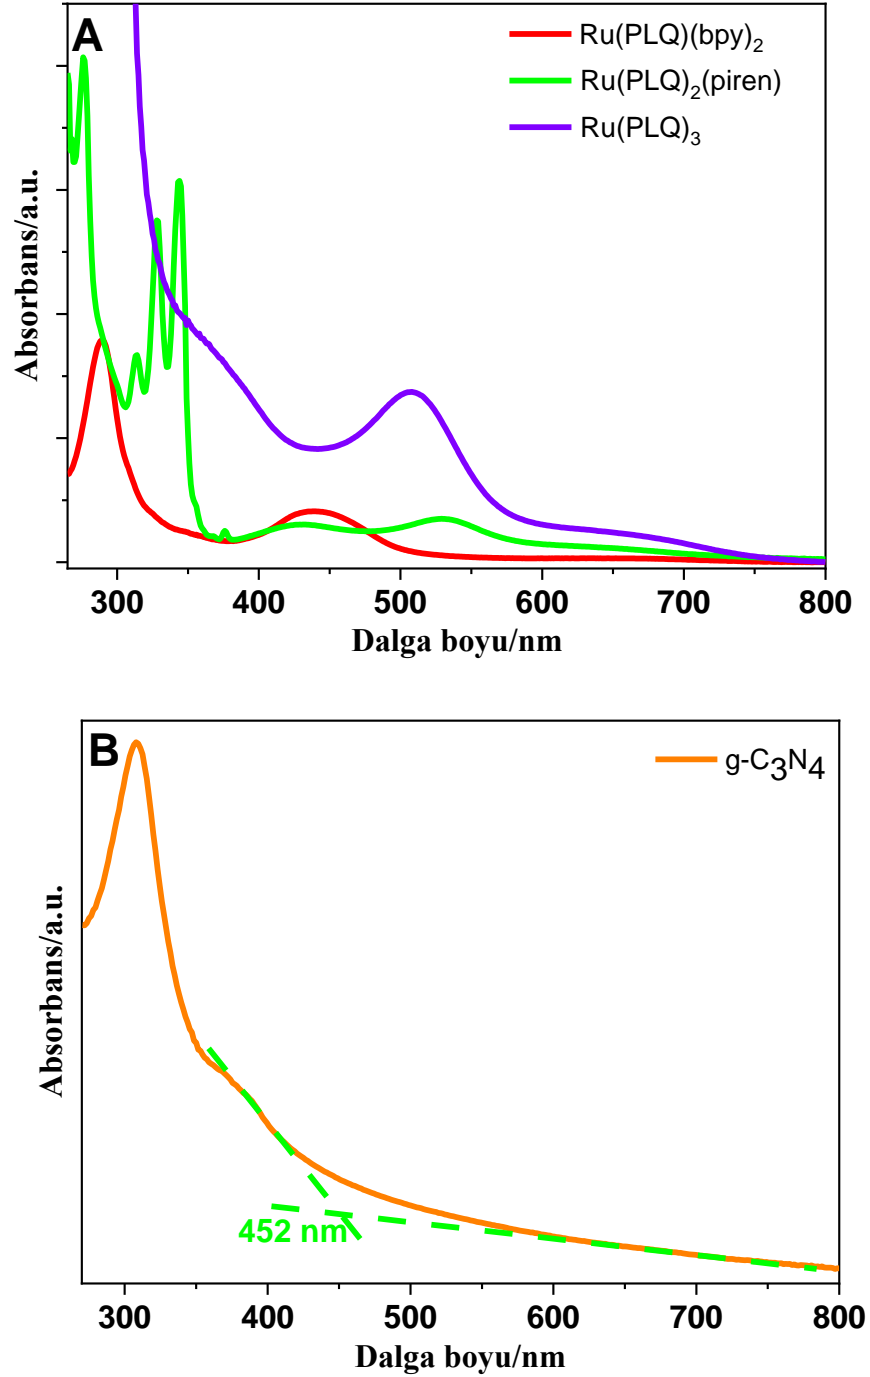 A
Ru(PLQ)(bpy)₂
Ru(PLQ)₂(piren)
Ru(PLQ)₃
Absorbans/a.u.
300 400 500 600 700 800
Dalga boyu/nm
B
g-C₃N₄
Absorbans/a.u.
452 nm
300 400 500 600 700 800
Dalga boyu/nm